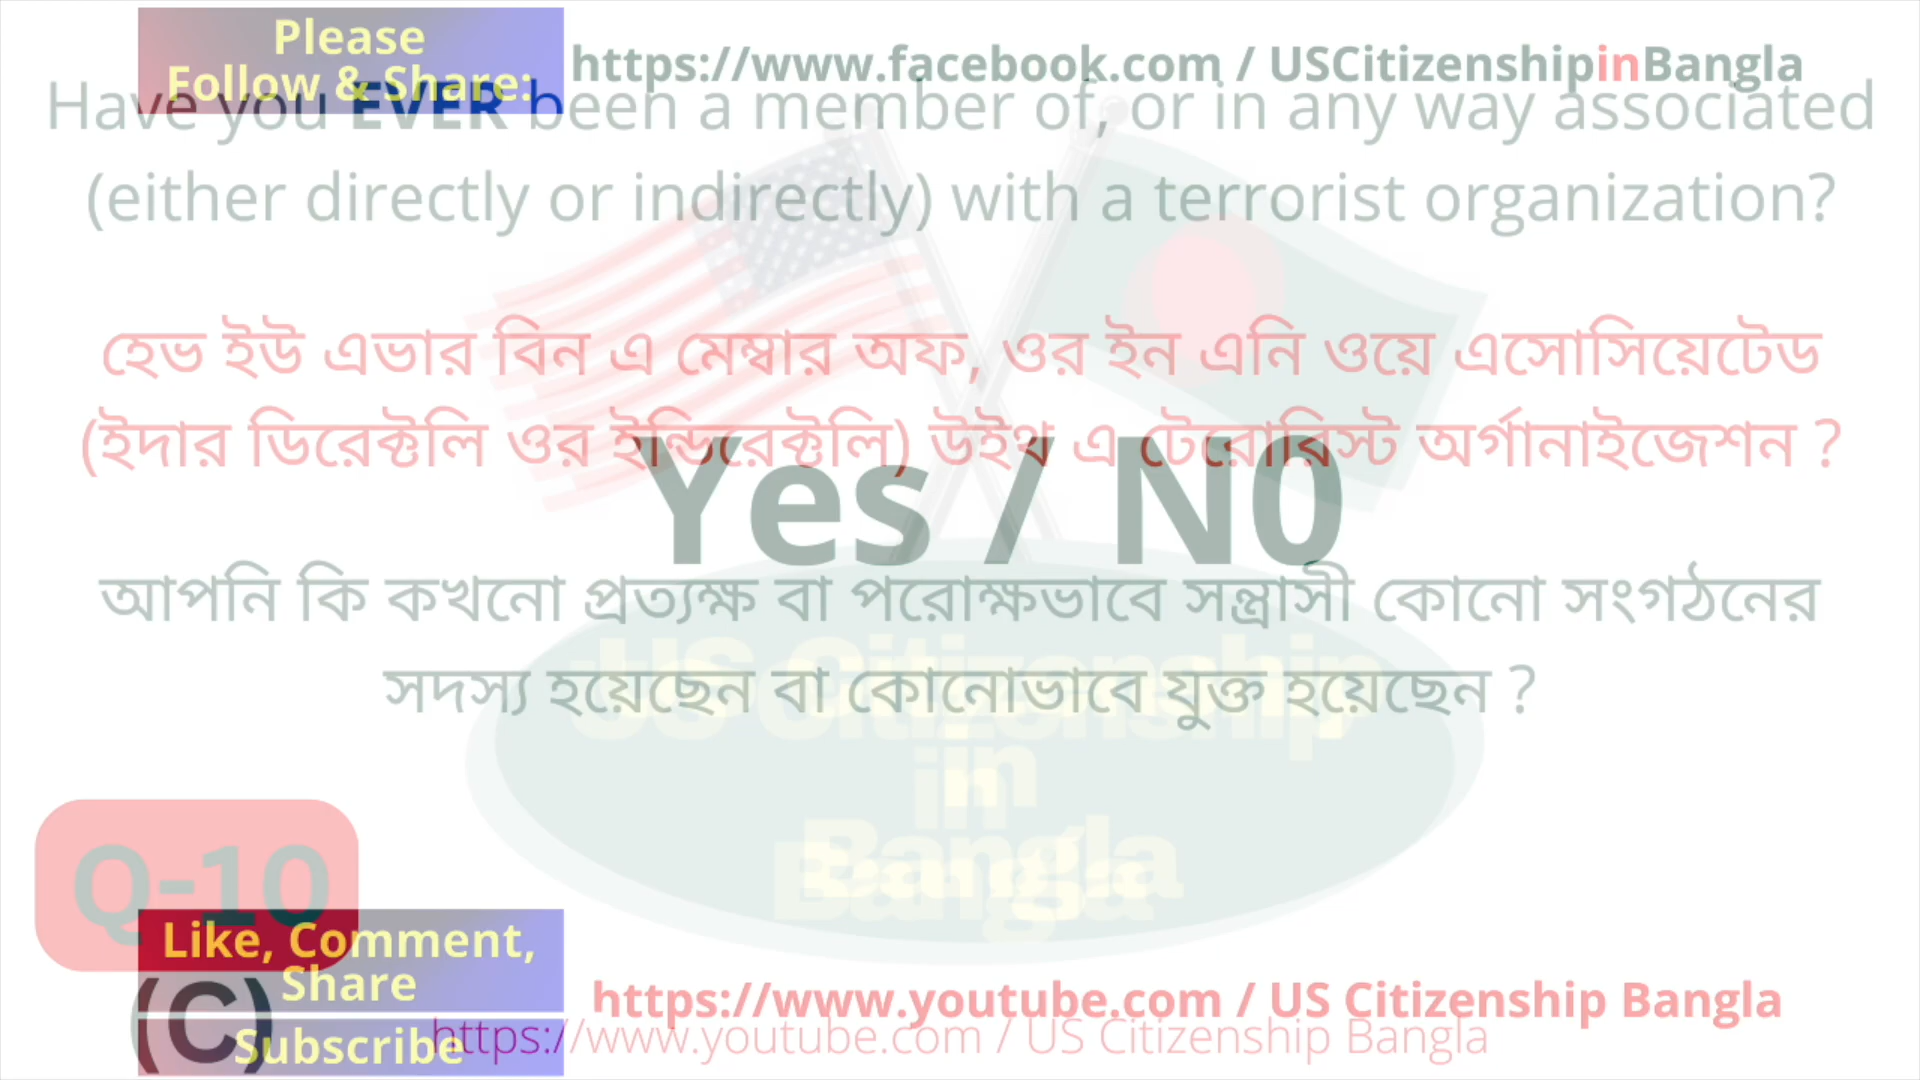 Please
Follow & Share:
https://www.facebook.com / USCitizenshipinBangla
Have you EVER been a member of, or in any way associated
(either directly or indirectly) with a terrorist organization?
হেভ ইউ এভার বিন এ মেম্বার অফ, ওর ইন এনি ওয়ে এসোসিয়েটেড
(ইদার ডিরেক্টলি ওর ইন্ডিরেক্টলি) উইথ এ টেরোরিস্ট অর্গানাইজেশন ?
Yes / N0
আপনি কি কখনো প্রত্যক্ষ বা পরোক্ষভাবে সন্ত্রাসী কোনো সংগঠনের
সদস্য হয়েছেন বা কোনোভাবে যুক্ত হয়েছেন ?
US Citizenship
in
Bangla
Q-10
Like, Comment,
Share
(C)
Subscribe
https://www.youtube.com / US Citizenship Bangla
https://www.youtube.com / US Citizenship Bangla